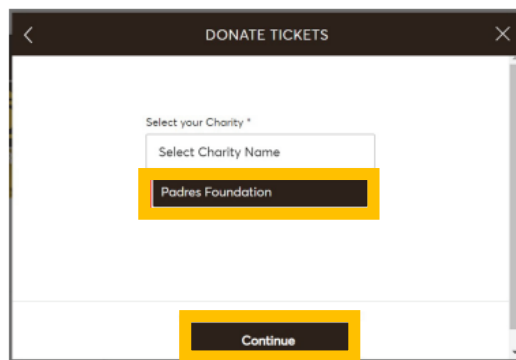 DONATE TICKETS
Select your Charity *
Select Charity Name
Padres Foundation
Continue